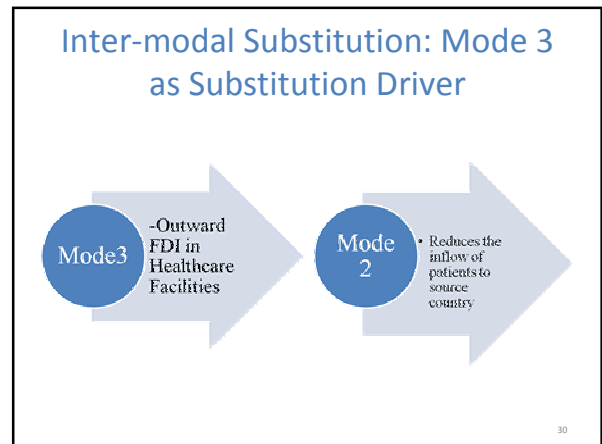 Inter-modal Substitution: Mode 3
as Substitution Driver
Mode3
-Outward
FDI in
Healthcare
Facilities
Mode
2
• Reduces the
inflow of
patients to
source
country
30